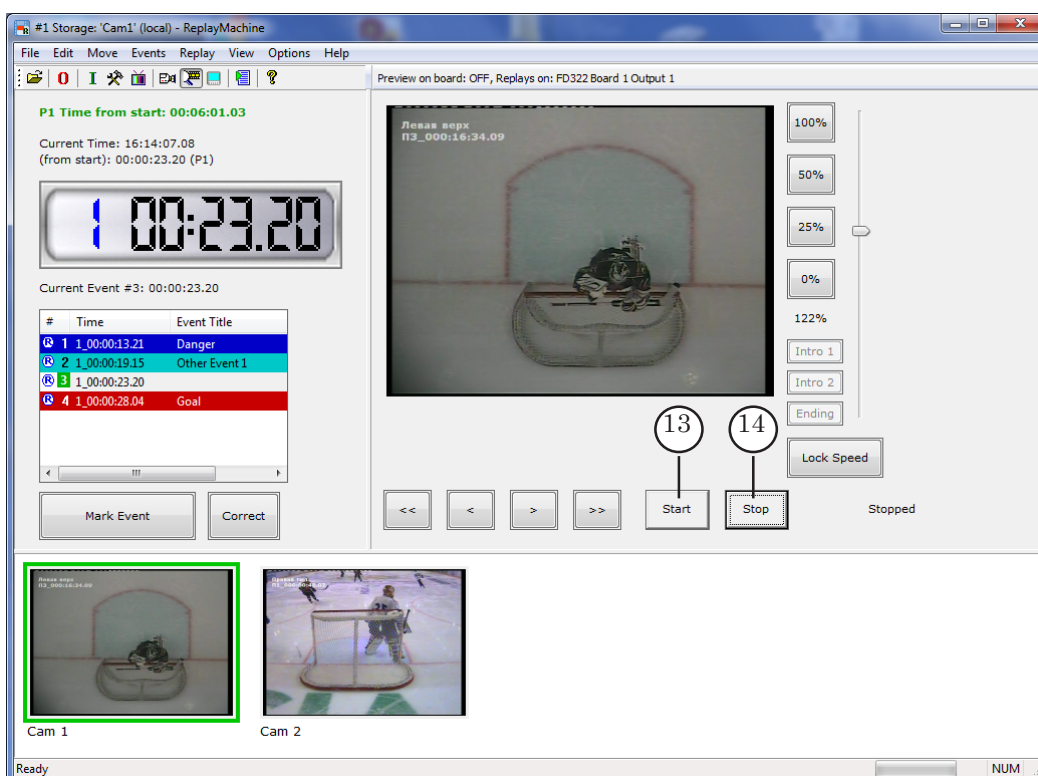 #1 Storage: 'Cam1' (local) - ReplayMachine
File Edit Move Events Replay View Options Help
Preview on board: OFF, Replays on: FD322 Board 1 Output 1
P1 Time from start: 00:06:01.03
Current Time: 16:14:07.08
(from start): 00:00:23.20 (P1)
1 00:23.20
Current Event #3: 00:00:23.20
# Time Event Title
R 1 1_00:00:13.21 Danger
R 2 1_00:00:19.15 Other Event 1
R 3 1_00:00:23.20
R 4 1_00:00:28.04 Goal
Mark Event Correct
Левая верх
П3_000:16:34.09
100%
50%
25%
0%
122%
Intro 1
Intro 2
Ending
Lock Speed
13 14
<< < > >> Start Stop Stopped
Левая верх
П3_000:16:34.09
Cam 1 Cam 2
Ready NUM